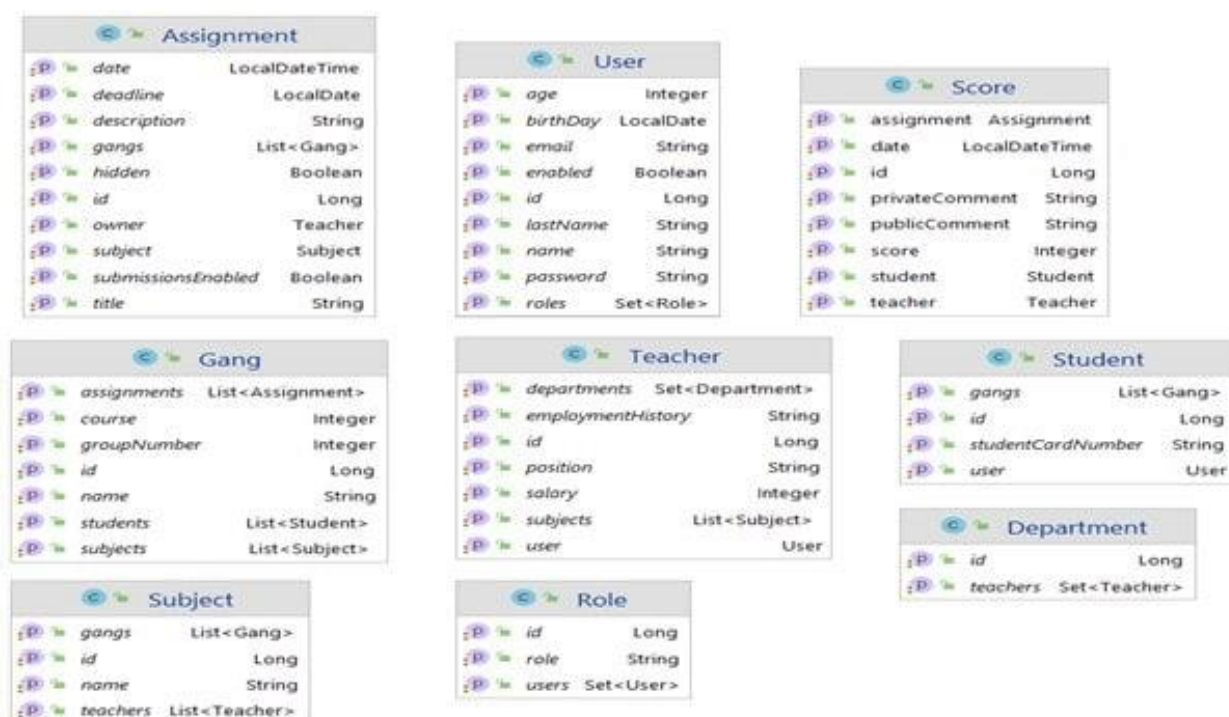 Assignment
date LocalDateTime
deadline LocalDate
description String
gangs List<Gang>
hidden Boolean
id Long
owner Teacher
subject Subject
submissionsEnabled Boolean
title String
User
age Integer
birthDay LocalDate
email String
enabled Boolean
id Long
lastName String
name String
password String
roles Set<Role>
Score
assignment Assignment
date LocalDateTime
id Long
privateComment String
publicComment String
score Integer
student Student
teacher Teacher
Gang
assignments List<Assignment>
course Integer
groupNumber Integer
id Long
name String
students List<Student>
subjects List<Subject>
Teacher
departments Set<Department>
employmentHistory String
id Long
position String
salary Integer
subjects List<Subject>
user User
Student
gangs List<Gang>
id Long
studentCardNumber String
user User
Department
id Long
teachers Set<Teacher>
Subject
gangs List<Gang>
id Long
name String
teachers List<Teacher>
Role
id Long
role String
users Set<User>